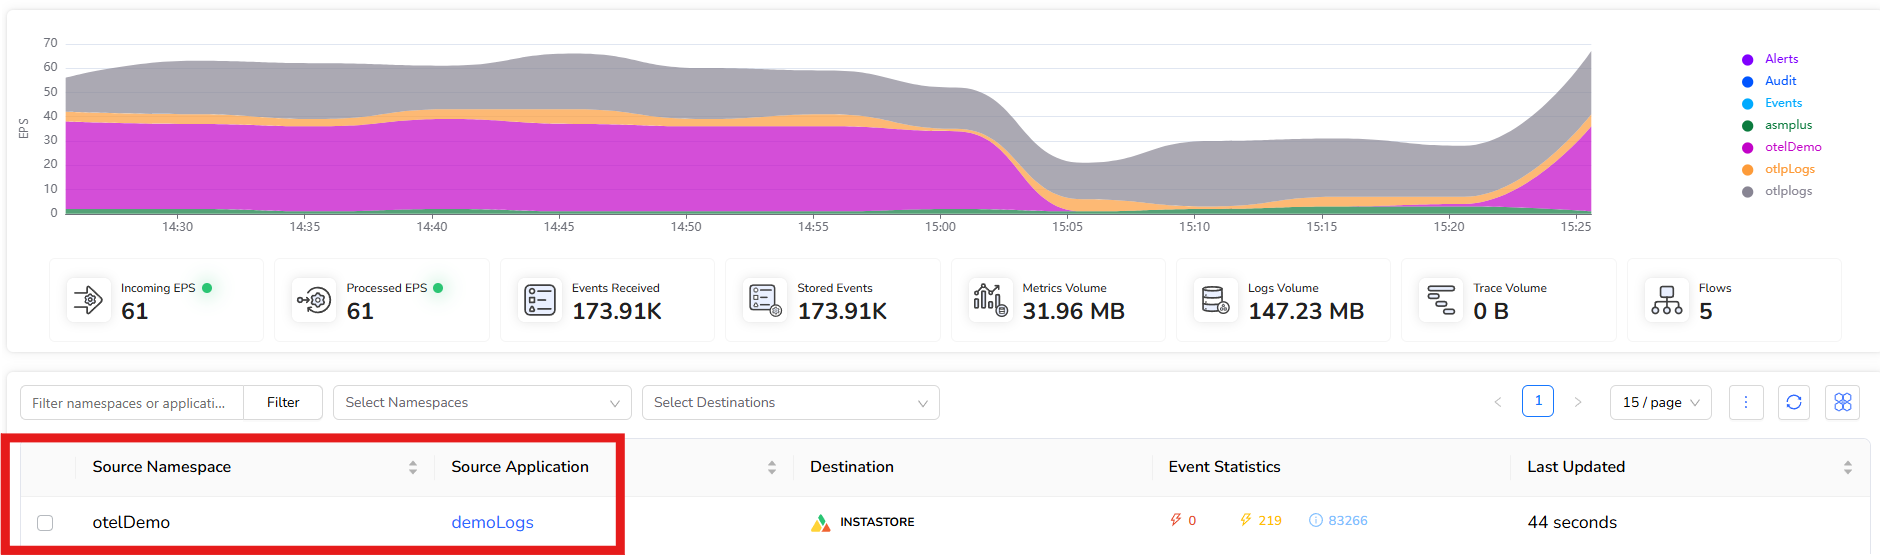 70
60
50
40
30
20
10
0
EPS
14:30 14:35 14:40 14:45 14:50 14:55 15:00 15:05 15:10 15:15 15:20 15:25
Alerts
Audit
Events
asmplus
otelDemo
otlpLogs
otlplogs
Incoming EPS
61
Processed EPS
61
Events Received
173.91K
Stored Events
173.91K
Metrics Volume
31.96 MB
Logs Volume
147.23 MB
Trace Volume
0 B
Flows
5
Filter namespaces or applicati... Filter Select Namespaces Select Destinations 1 15 / page
Source Namespace Source Application Destination Event Statistics Last Updated
otelDemo demoLogs INSTASTORE 0 219 83266 44 seconds